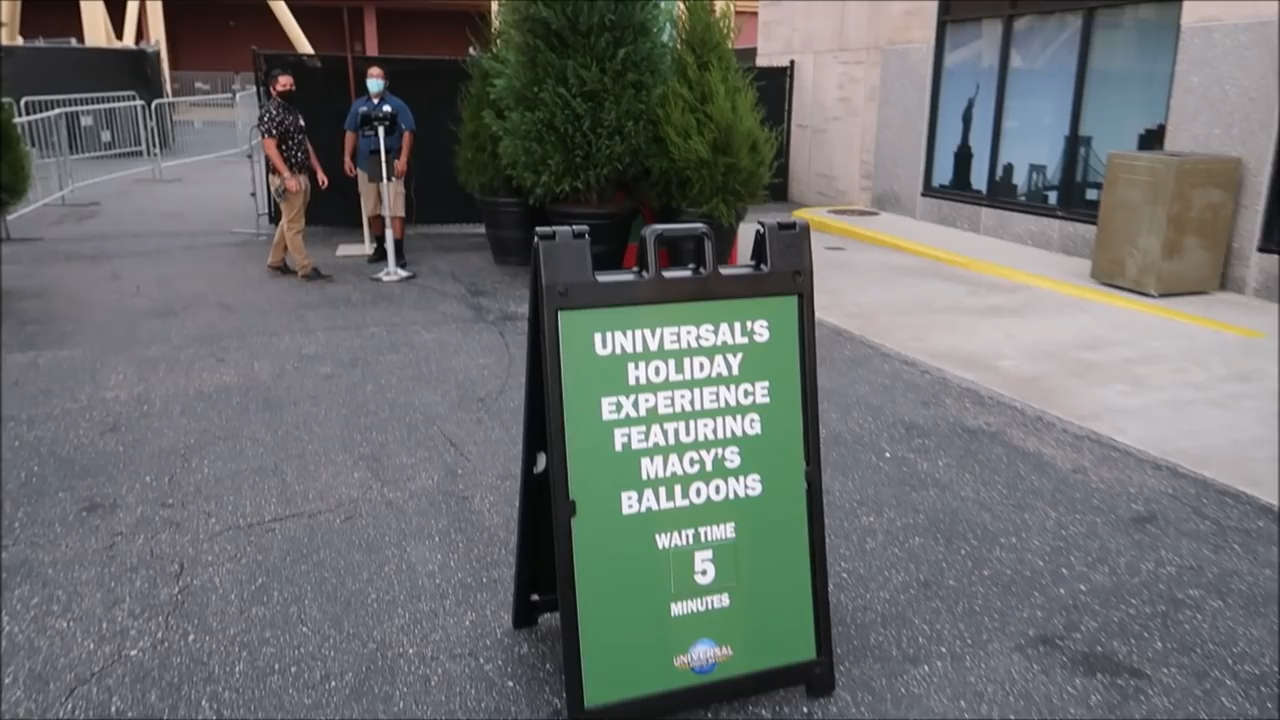 UNIVERSAL'S
HOLIDAY
EXPERIENCE
FEATURING
MACY'S
BALLOONS
WAIT TIME
5
MINUTES
UNIVERSAL